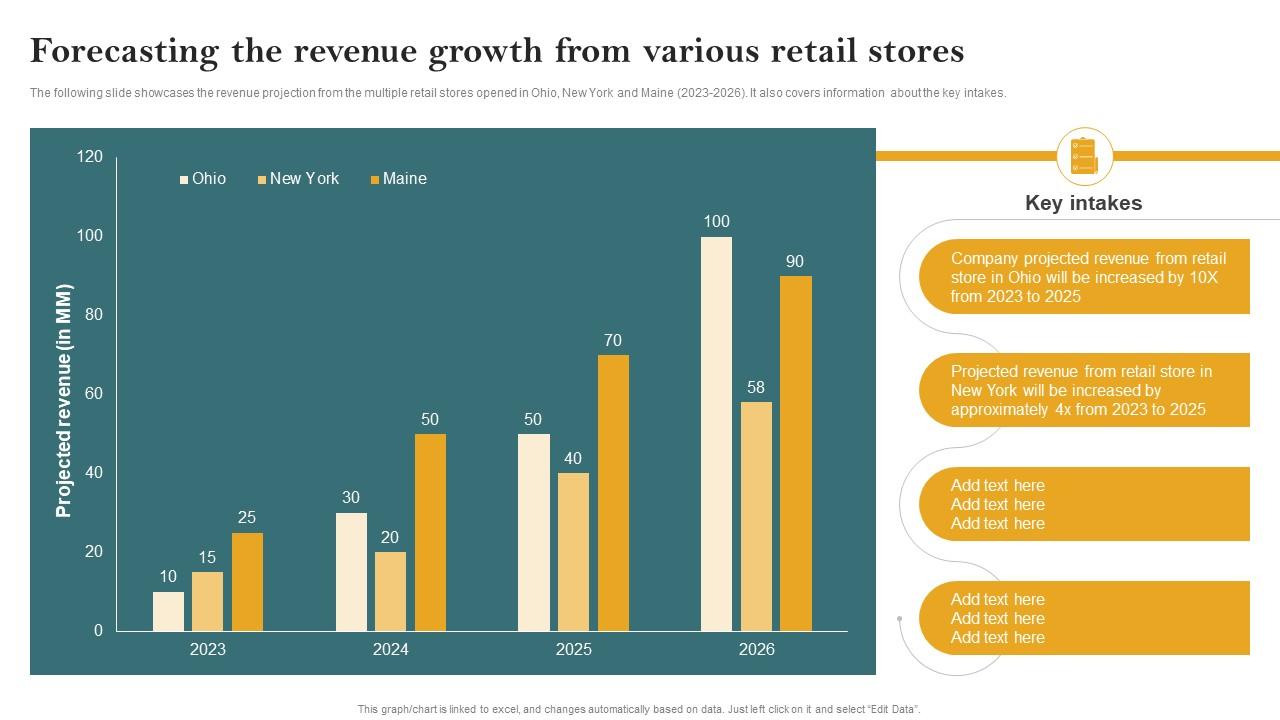 Forecasting the revenue growth from various retail stores
The following slide showcases the revenue projection from the multiple retail stores opened in Ohio, New York and Maine (2023-2026). It also covers information about the key intakes.
Projected revenue (in MM)
120
100
80
60
40
20
0
Ohio New York Maine
10 15 25
30 20 50
50 40 70
100 58 90
2023 2024 2025 2026
Key intakes
Company projected revenue from retail
store in Ohio will be increased by 10X
from 2023 to 2025
Projected revenue from retail store in
New York will be increased by
approximately 4x from 2023 to 2025
Add text here
Add text here
Add text here
Add text here
Add text here
Add text here
This graph/chart is linked to excel, and changes automatically based on data. Just left click on it and select “Edit Data”.